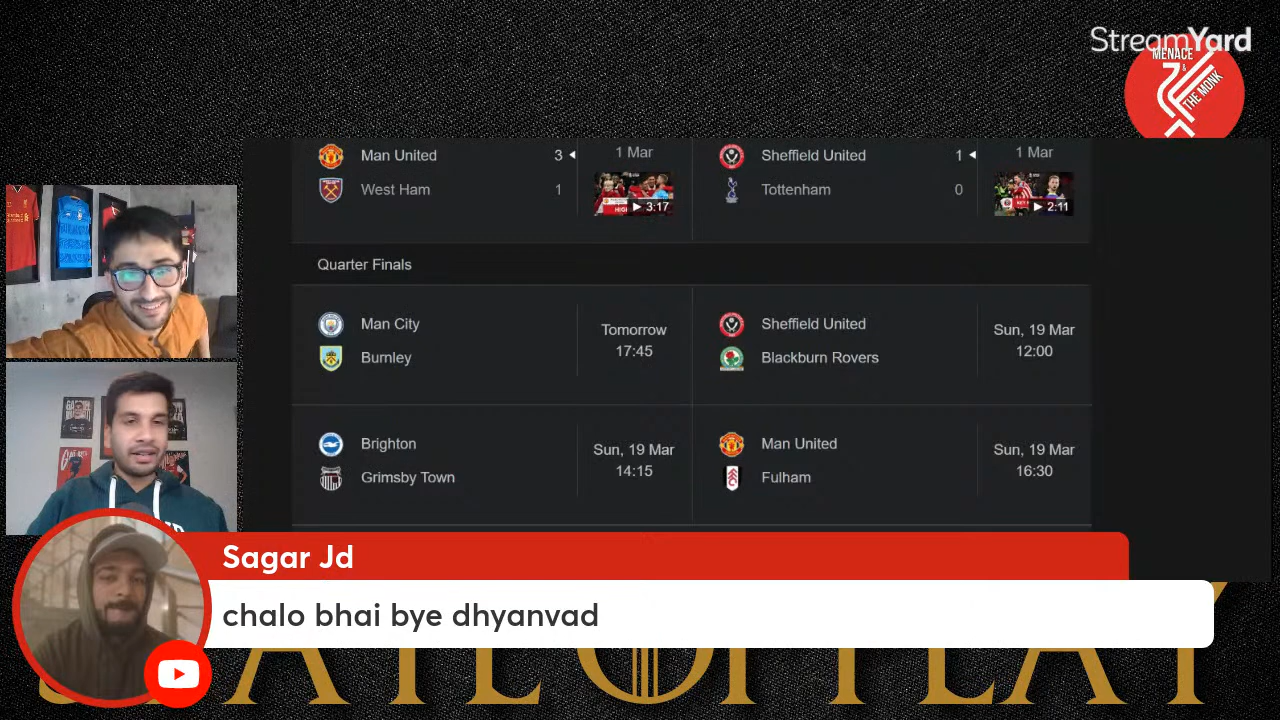 StreamYard
MENACE
&
THE MONK
Man United 3
West Ham 1
1 Mar
3:17
Sheffield United 1
Tottenham 0
1 Mar
2:11
Quarter Finals
Man City
Burnley
Tomorrow
17:45
Sheffield United
Blackburn Rovers
Sun, 19 Mar
12:00
Brighton
Grimsby Town
Sun, 19 Mar
14:15
Man United
Fulham
Sun, 19 Mar
16:30
Sagar Jd
chalo bhai bye dhyanvad